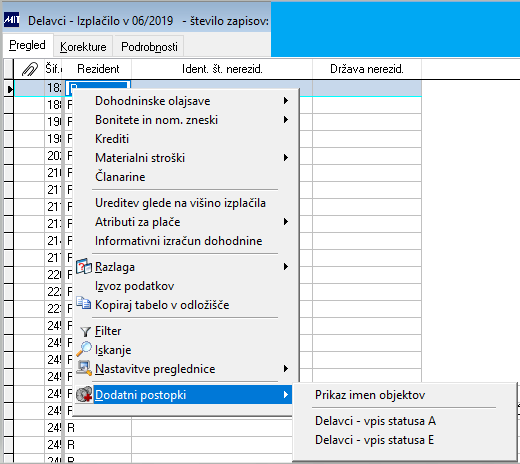 MIT Delavci - Izplačilo v 06/2019 - število zapisov:
Pregled Korekture Podrobnosti
Šif. Rezident Ident. št. nerezid. Država nerezid.
Dohodninske olajsave
Bonitete in nom. zneski
Krediti
Materialni stroški
Članarine
Ureditev glede na višino izplačila
Atributi za plače
Informativni izračun dohodnine
Razlaga
Izvoz podatkov
Kopiraj tabelo v odložišče
Filter
Iskanje
Nastavitve preglednice
Dodatni postopki
Prikaz imen objektov
Delavci - vpis statusa A
Delavci - vpis statusa E
R
R
R